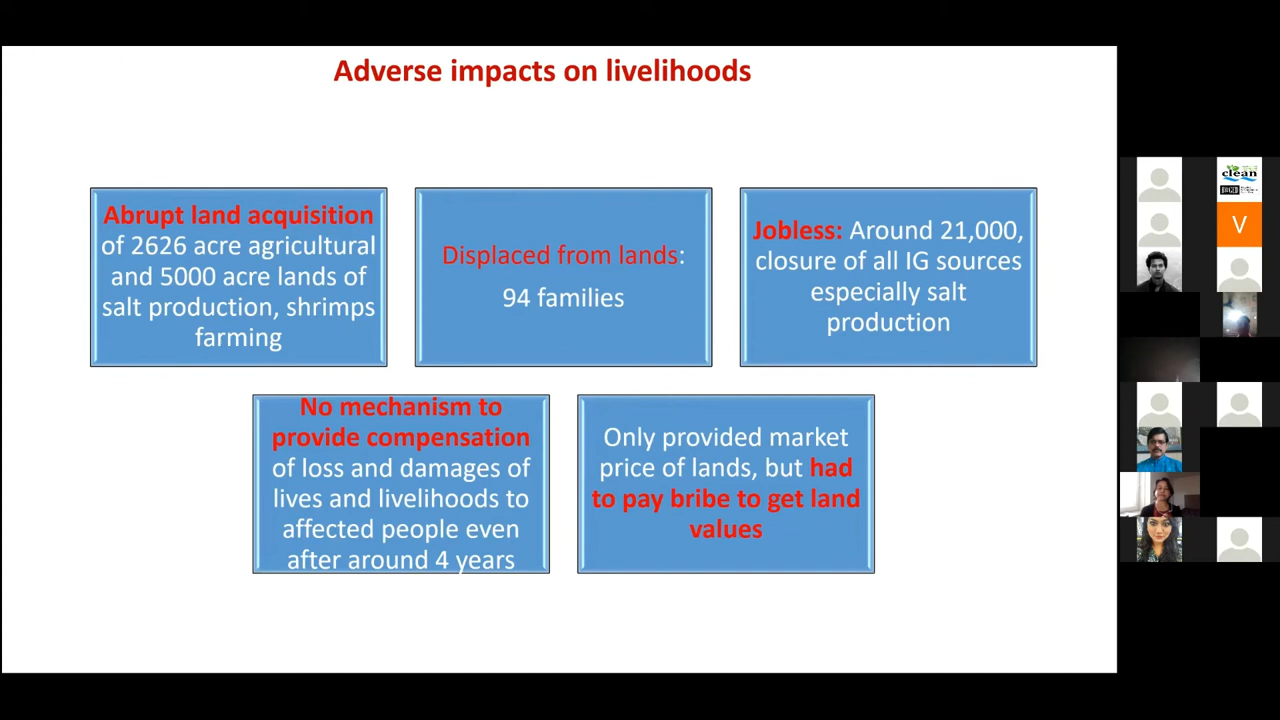 Adverse impacts on livelihoods
Abrupt land acquisition
of 2626 acre agricultural
and 5000 acre lands of
salt production, shrimps
farming
Displaced from lands:
94 families
Jobless: Around 21,000,
closure of all IG sources
especially salt
production
No mechanism to
provide compensation
of loss and damages of
lives and livelihoods to
affected people even
after around 4 years
Only provided market
price of lands, but had
to pay bribe to get land
values
clean
V